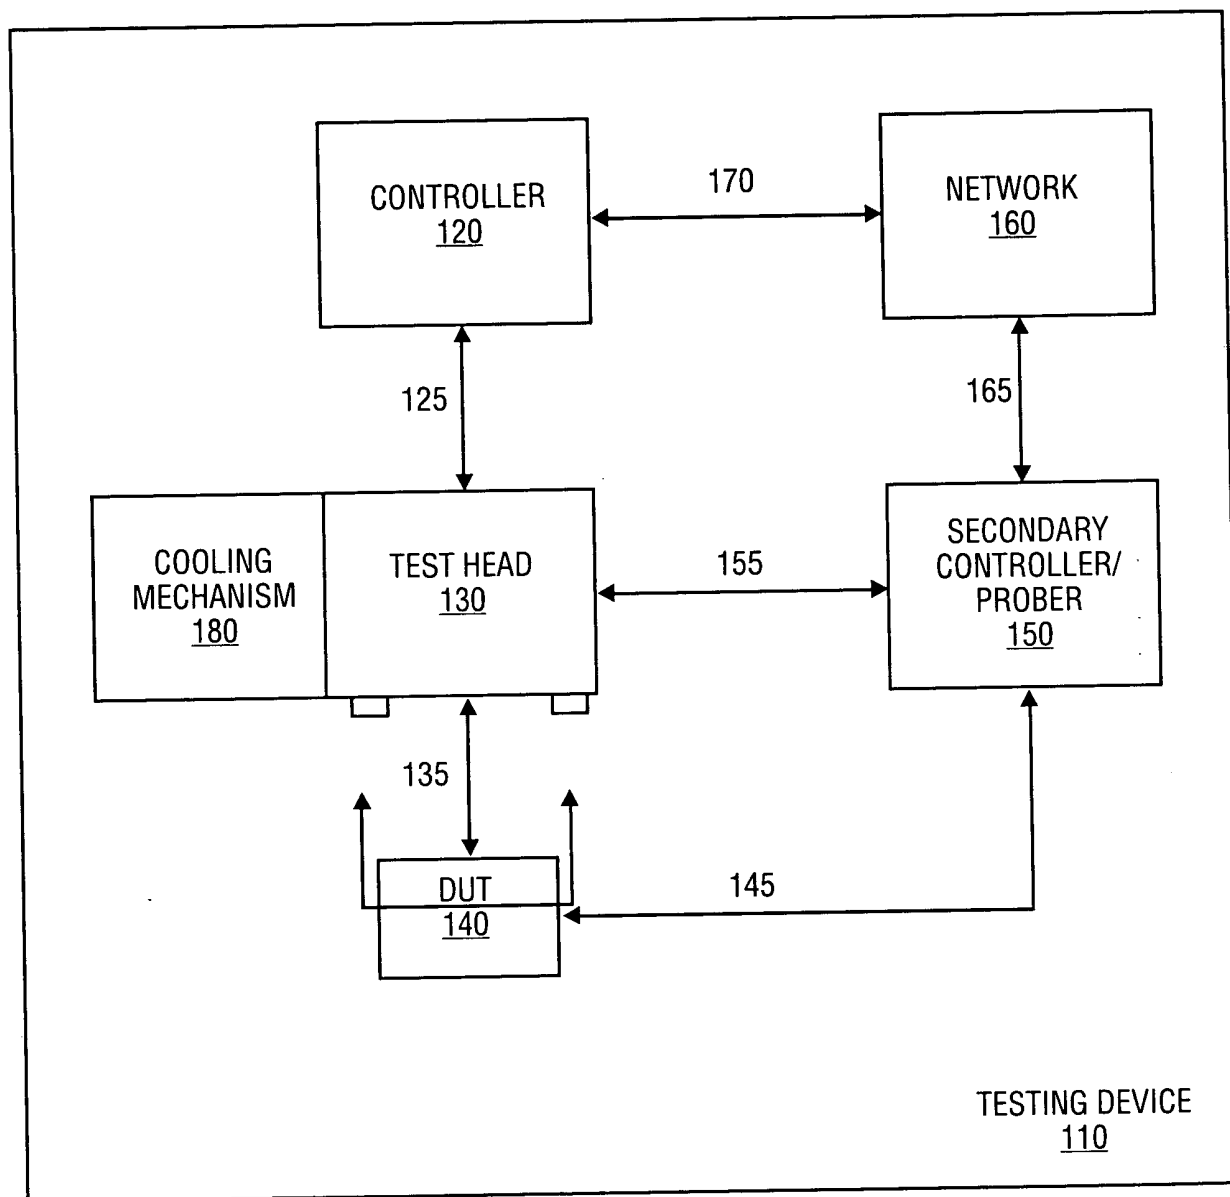 CONTROLLER
120
170
NETWORK
160
125
165
COOLING
MECHANISM
180
TEST HEAD
130
155
SECONDARY
CONTROLLER/
PROBER
150
135
DUT
140
145
TESTING DEVICE
110